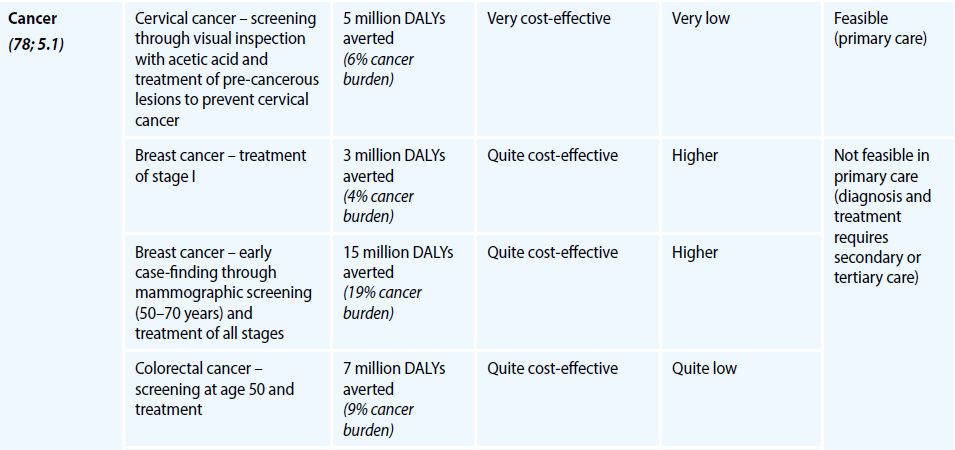 Cancer
(78; 5.1)
Cervical cancer – screening
through visual inspection
with acetic acid and
treatment of pre-cancerous
lesions to prevent cervical
cancer
5 million DALYs
averted
(6% cancer
burden)
Very cost-effective
Very low
Feasible
(primary care)
Breast cancer – treatment
of stage I
3 million DALYs
averted
(4% cancer
burden)
Quite cost-effective
Higher
Not feasible in
primary care
(diagnosis and
treatment
requires
secondary or
tertiary care)
Breast cancer – early
case-finding through
mammographic screening
(50–70 years) and
treatment of all stages
15 million DALYs
averted
(19% cancer
burden)
Quite cost-effective
Higher
Colorectal cancer –
screening at age 50 and
treatment
7 million DALYs
averted
(9% cancer
burden)
Quite cost-effective
Quite low